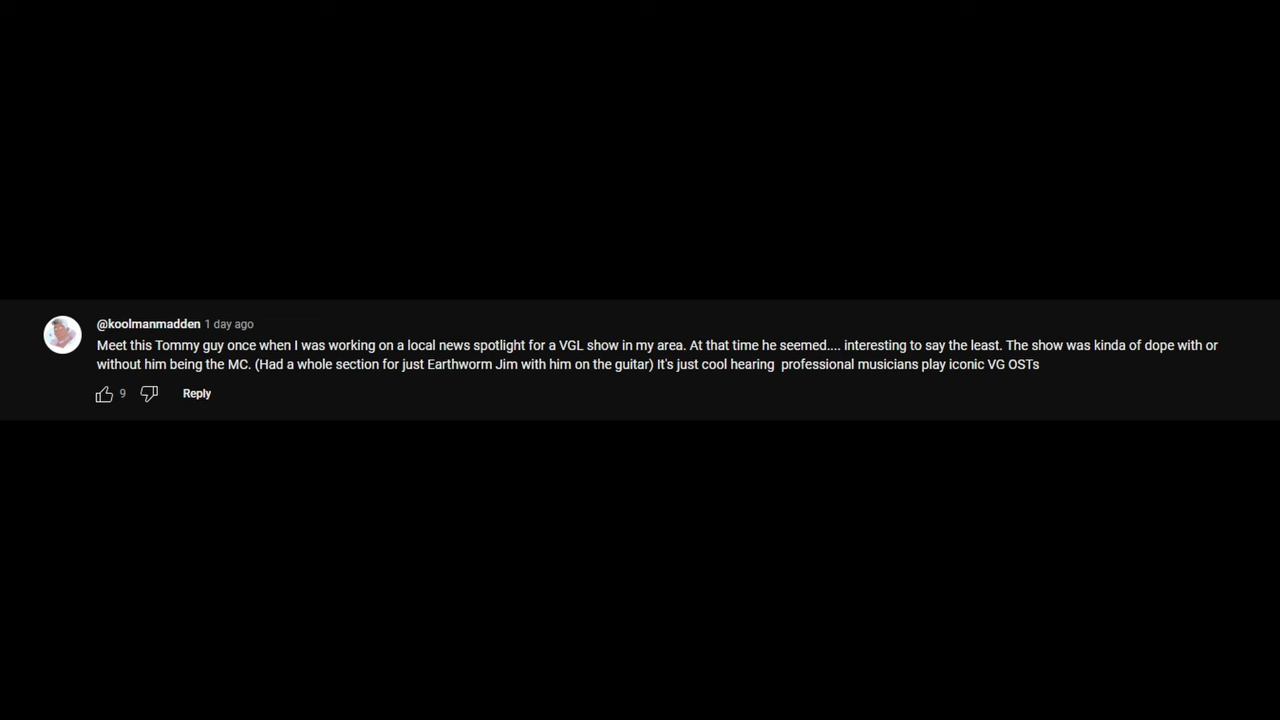 @koolmanmadden 1 day ago
Meet this Tommy guy once when I was working on a local news spotlight for a VGL show in my area. At that time he seemed.... interesting to say the least. The show was kinda of dope with or
without him being the MC. (Had a whole section for just Earthworm Jim with him on the guitar) It's just cool hearing  professional musicians play iconic VG OSTs
9 Reply